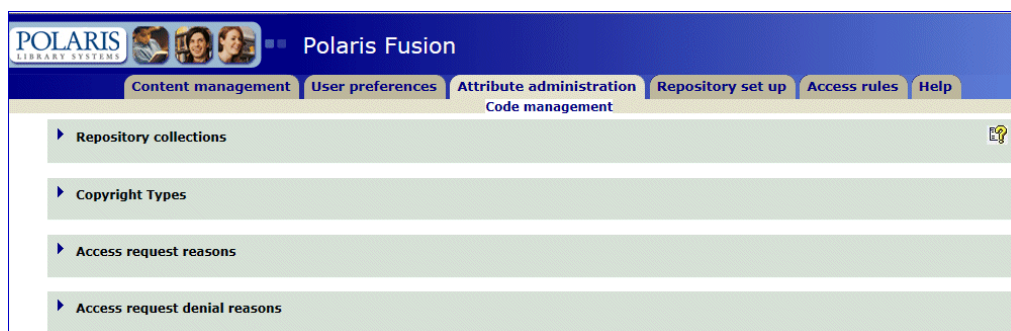 POLARIS
LIBRARY SYSTEMS
Polaris Fusion
Content management User preferences Attribute administration Repository set up Access rules Help
Code management
Repository collections
Copyright Types
Access request reasons
Access request denial reasons